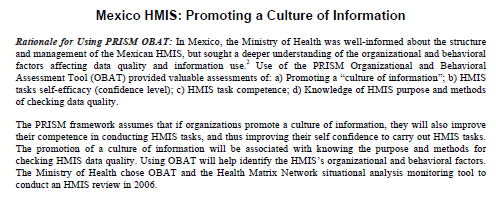 Mexico HMIS: Promoting a Culture of Information
Rationale for Using PRISM OBAT: In Mexico, the Ministry of Health was well-informed about the structure
and management of the Mexican HMIS, but sought a deeper understanding of the organizational and behavioral
factors affecting data quality and information use.2 Use of the PRISM Organizational and Behavioral
Assessment Tool (OBAT) provided valuable assessments of: a) Promoting a “culture of information”; b) HMIS
tasks self-efficacy (confidence level); c) HMIS task competence; d) Knowledge of HMIS purpose and methods
of checking data quality.
The PRISM framework assumes that if organizations promote a culture of information, they will also improve
their competence in conducting HMIS tasks, and thus improving their self confidence to carry out HMIS tasks.
The promotion of a culture of information will be associated with knowing the purpose and methods for
checking HMIS data quality. Using OBAT will help identify the HMIS’s organizational and behavioral factors.
The Ministry of Health chose OBAT and the Health Matrix Network situational analysis monitoring tool to
conduct an HMIS review in 2006.